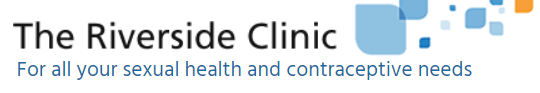 The Riverside Clinic
For all your sexual health and contraceptive needs